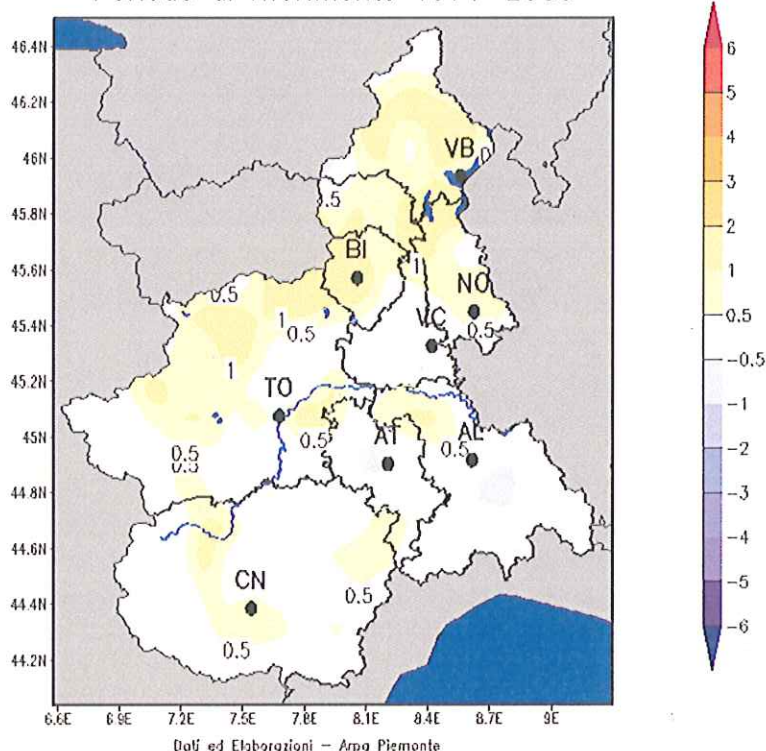 46.4N
46.2N
46N
45.8N
45.6N
45.4N
45.2N
45N
44.8N
44.6N
44.4N
44.2N
6.6E 6.9E 7.2E 7.5E 7.8E 8.1E 8.4E 8.7E 9E
VB
0.5
BI
1
NO
0.5
0.5
1
0.5
VC
1
TO
0.5
0.5
0.5
AT
AL
0.5
CN
0.5
0.5
6
5
4
3
2
1
0.5
-0.5
-1
-2
-3
-4
-5
-6
Dati ed Elaborazioni – Arpa Piemonte